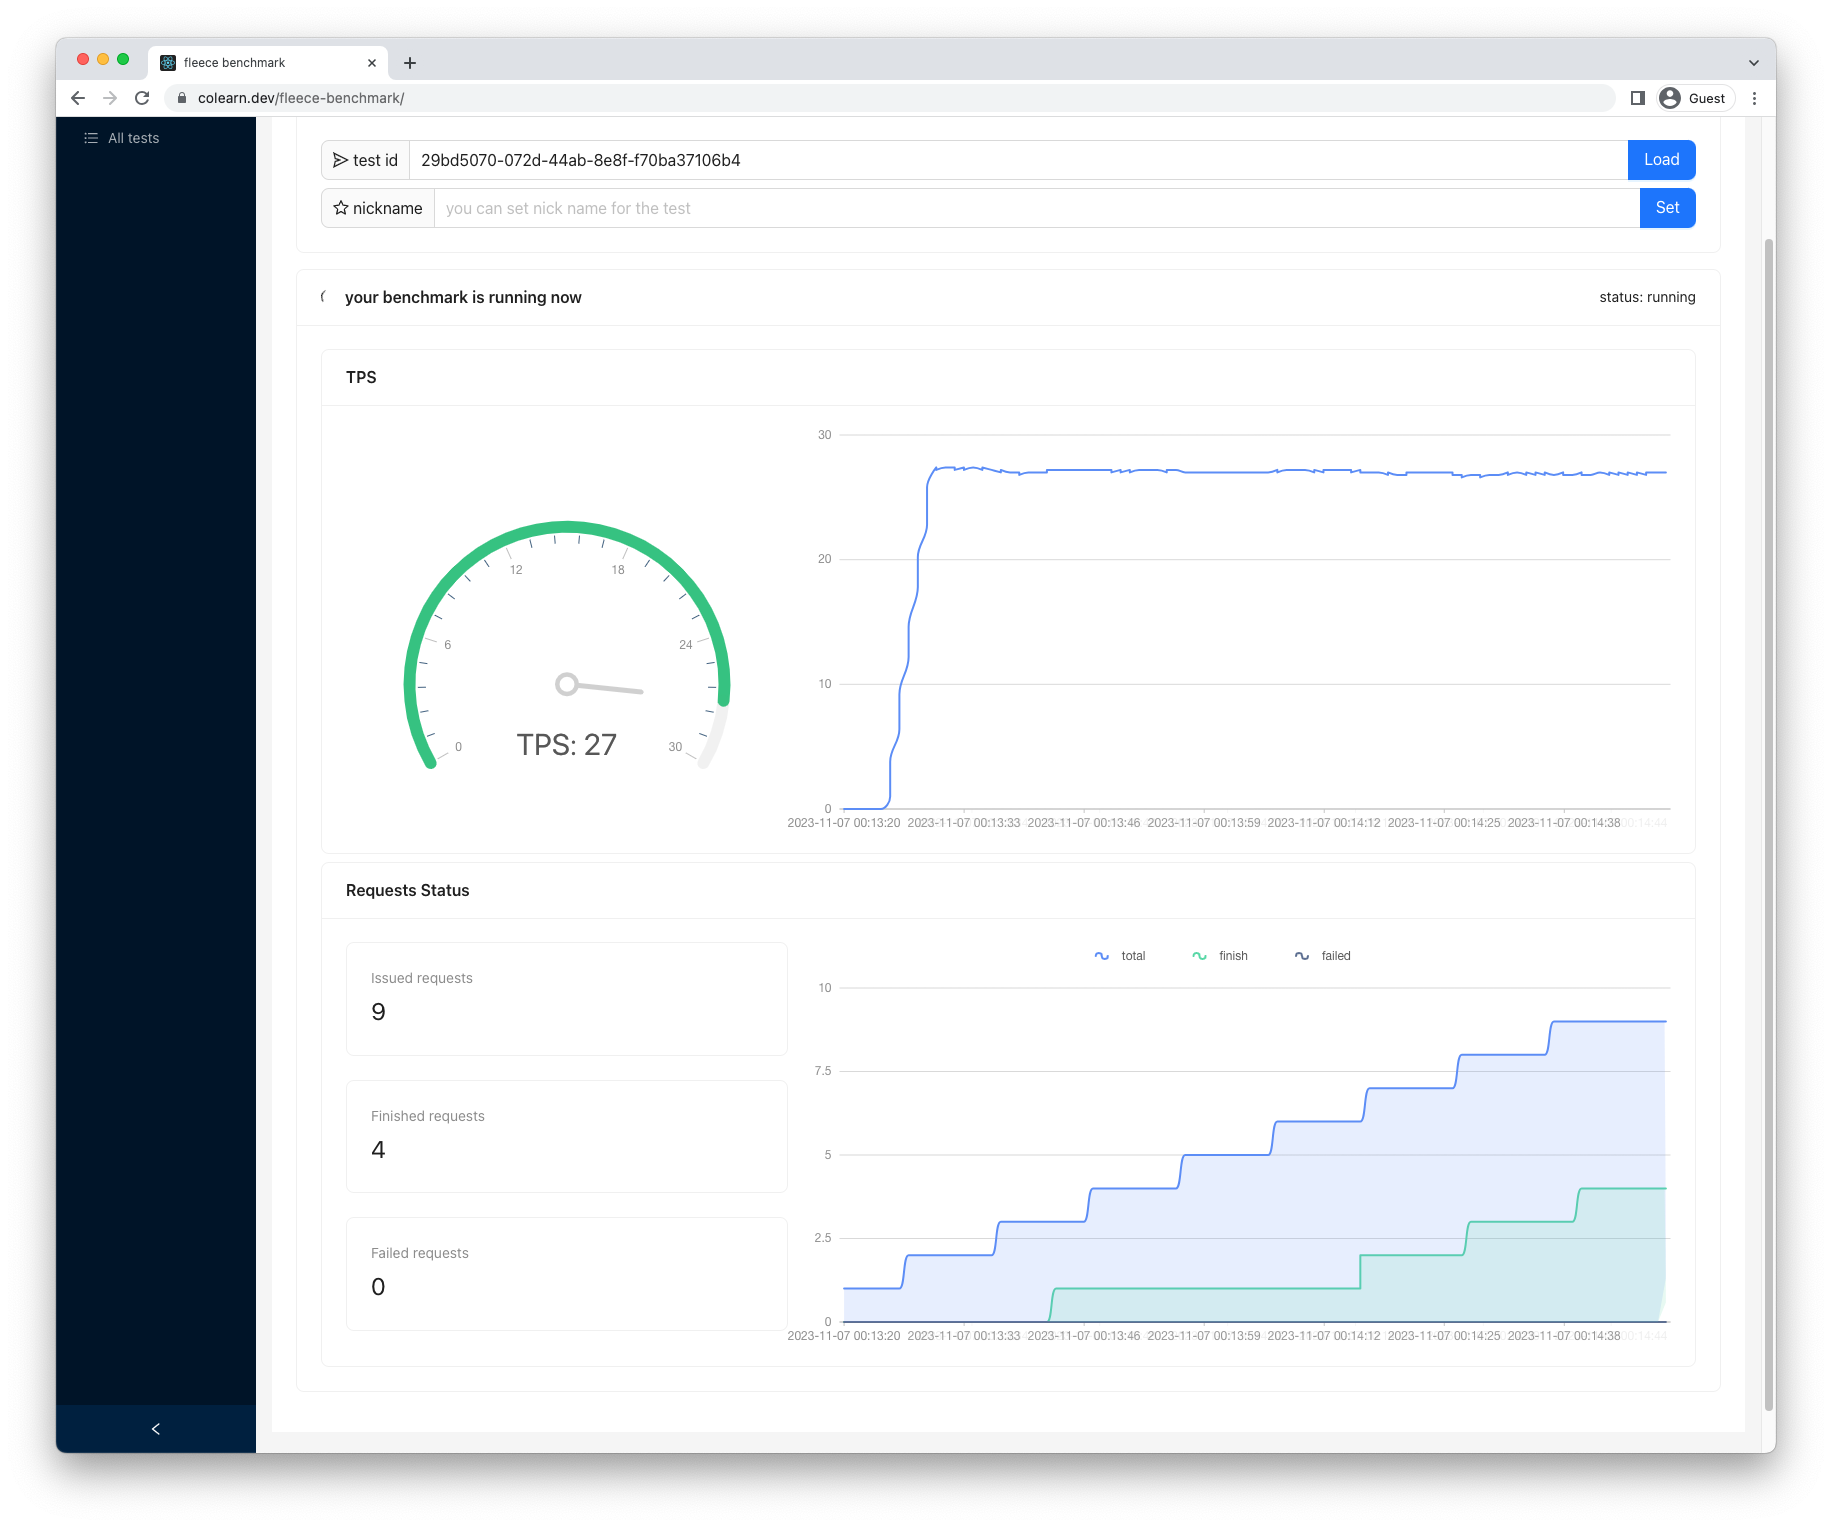 fleece benchmark
colearn.dev/fleece-benchmark/
Guest
All tests
test id 29bd5070-072d-44ab-8e8f-f70ba37106b4 Load
nickname you can set nick name for the test Set
your benchmark is running now status: running
TPS
30
20
10
0
2023-11-07 00:13:20 2023-11-07 00:13:33 2023-11-07 00:13:46 2023-11-07 00:13:59 2023-11-07 00:14:12 2023-11-07 00:14:25 2023-11-07 00:14:38 00:14:44
0
6
12
18
24
30
TPS: 27
Requests Status
Issued requests
9
Finished requests
4
Failed requests
0
total finish failed
10
7.5
5
2.5
0
2023-11-07 00:13:20 2023-11-07 00:13:33 2023-11-07 00:13:46 2023-11-07 00:13:59 2023-11-07 00:14:12 2023-11-07 00:14:25 2023-11-07 00:14:38 00:14:44